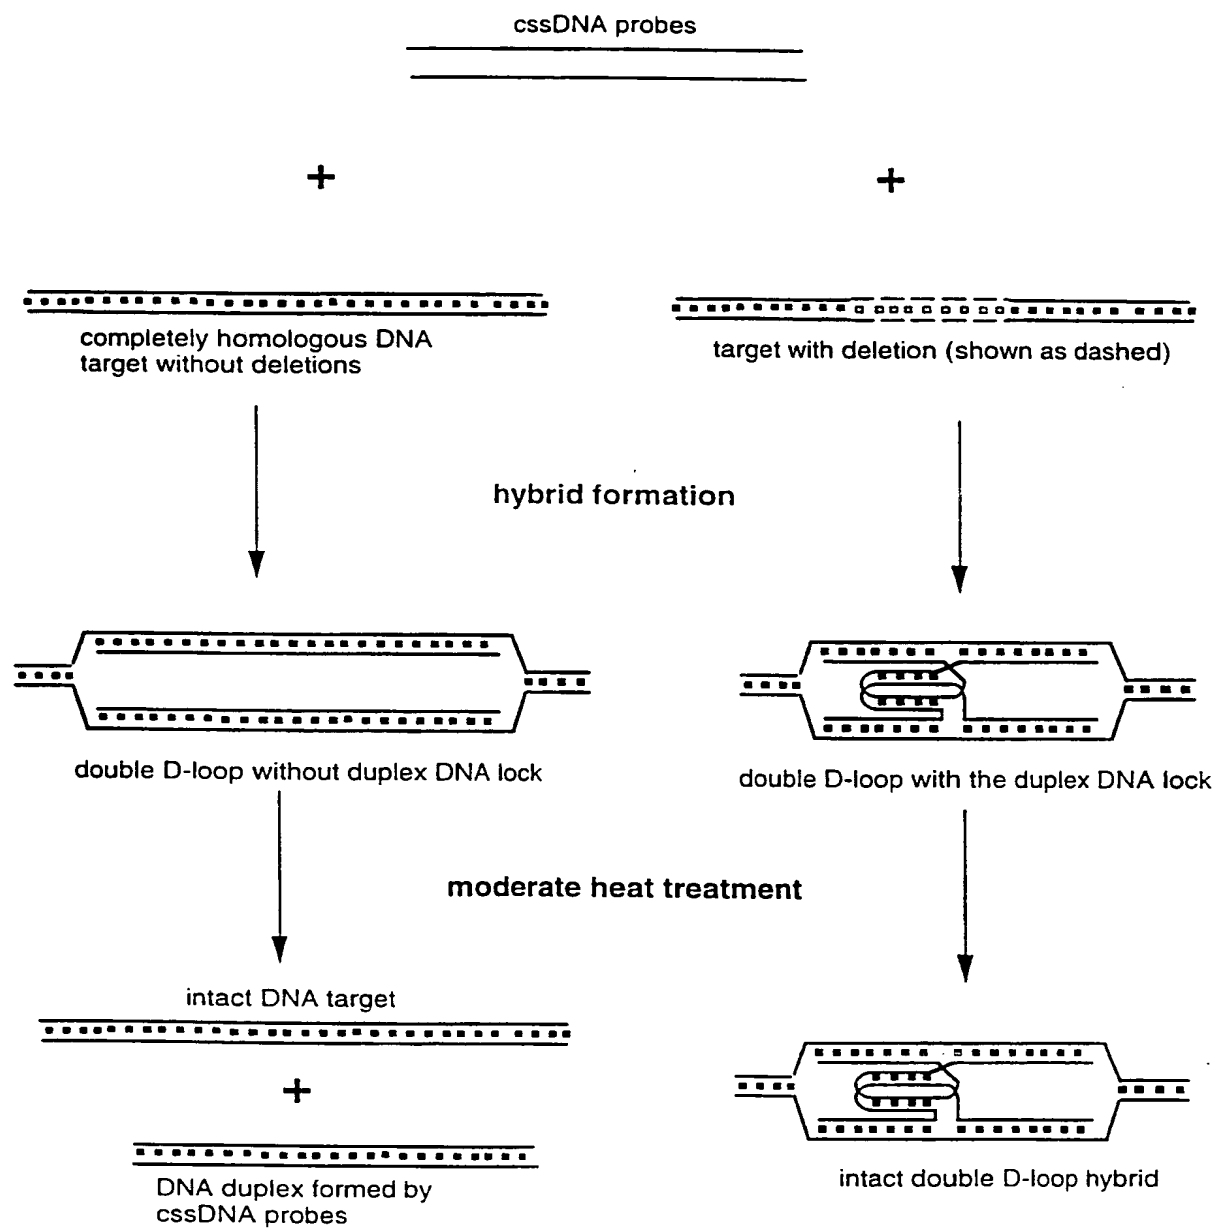 cssDNA probes
+
+
completely homologous DNA
target without deletions
target with deletion (shown as dashed)
hybrid formation
double D-loop without duplex DNA lock
double D-loop with the duplex DNA lock
moderate heat treatment
intact DNA target
+
DNA duplex formed by
cssDNA probes
intact double D-loop hybrid